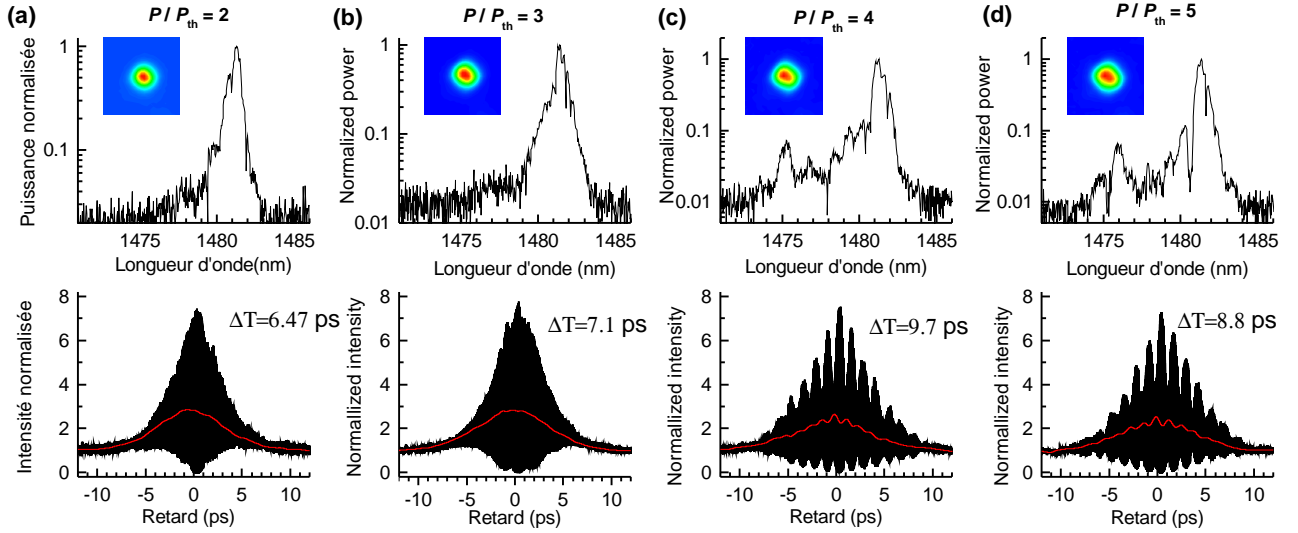 (a) P / Pth = 2
Puissance normalisée
1
0.1
1475 1480 1485
Longueur d'onde(nm)
(b) P / Pth = 3
Normalized power
1
0.1
0.01
1475 1480 1485
Longueur d'onde (nm)
(c) P / Pth = 4
Normalized power
1
0.1
0.01
1475 1480 1485
Longueur d'onde (nm)
(d) P / Pth = 5
Normalized power
1
0.1
0.01
1475 1480 1485
Longueur d'onde (nm)
Intensité normalisée
8
6
4
2
0
ΔT=6.47 ps
-10 -5 0 5 10
Retard (ps)
Normallized intensity
8
6
4
2
0
ΔT=7.1 ps
-10 -5 0 5 10
Retard (ps)
Normalized intensity
8
6
4
2
0
ΔT=9.7 ps
-10 -5 0 5 10
Retard (ps)
Normalized intensity
8
6
4
2
0
ΔT=8.8 ps
-10 -5 0 5 10
Retard (ps)